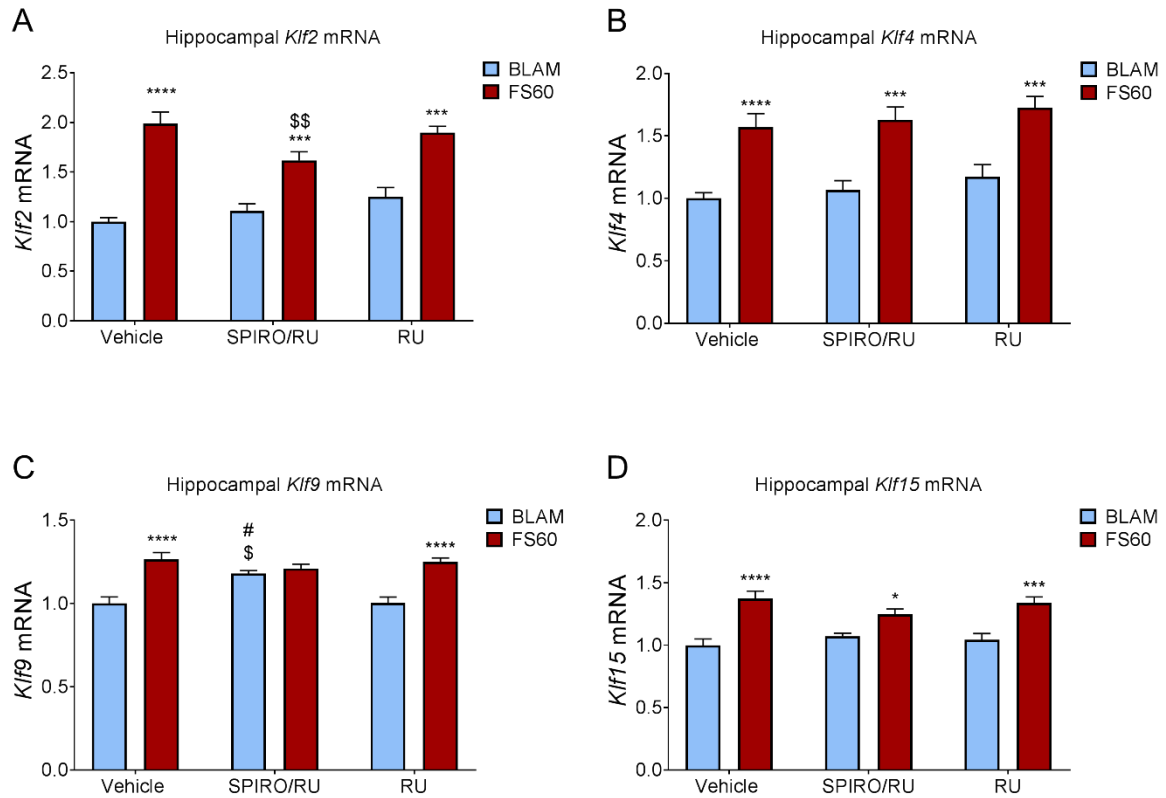 A
Hippocampal Klf2 mRNA
BLAM
FS60
Klf2 mRNA
2.5
2.0
1.5
1.0
0.5
0.0
****
$$
***
***
Vehicle
SPIRO/RU
RU
B
Hippocampal Klf4 mRNA
BLAM
FS60
Klf4 mRNA
2.0
1.5
1.0
0.5
0.0
****
***
***
Vehicle
SPIRO/RU
RU
C
Hippocampal Klf9 mRNA
BLAM
FS60
Klf9 mRNA
1.5
1.0
0.5
0.0
****
#
$
****
Vehicle
SPIRO/RU
RU
D
Hippocampal Klf15 mRNA
BLAM
FS60
Klf15 mRNA
2.0
1.5
1.0
0.5
0.0
****
*
***
Vehicle
SPIRO/RU
RU